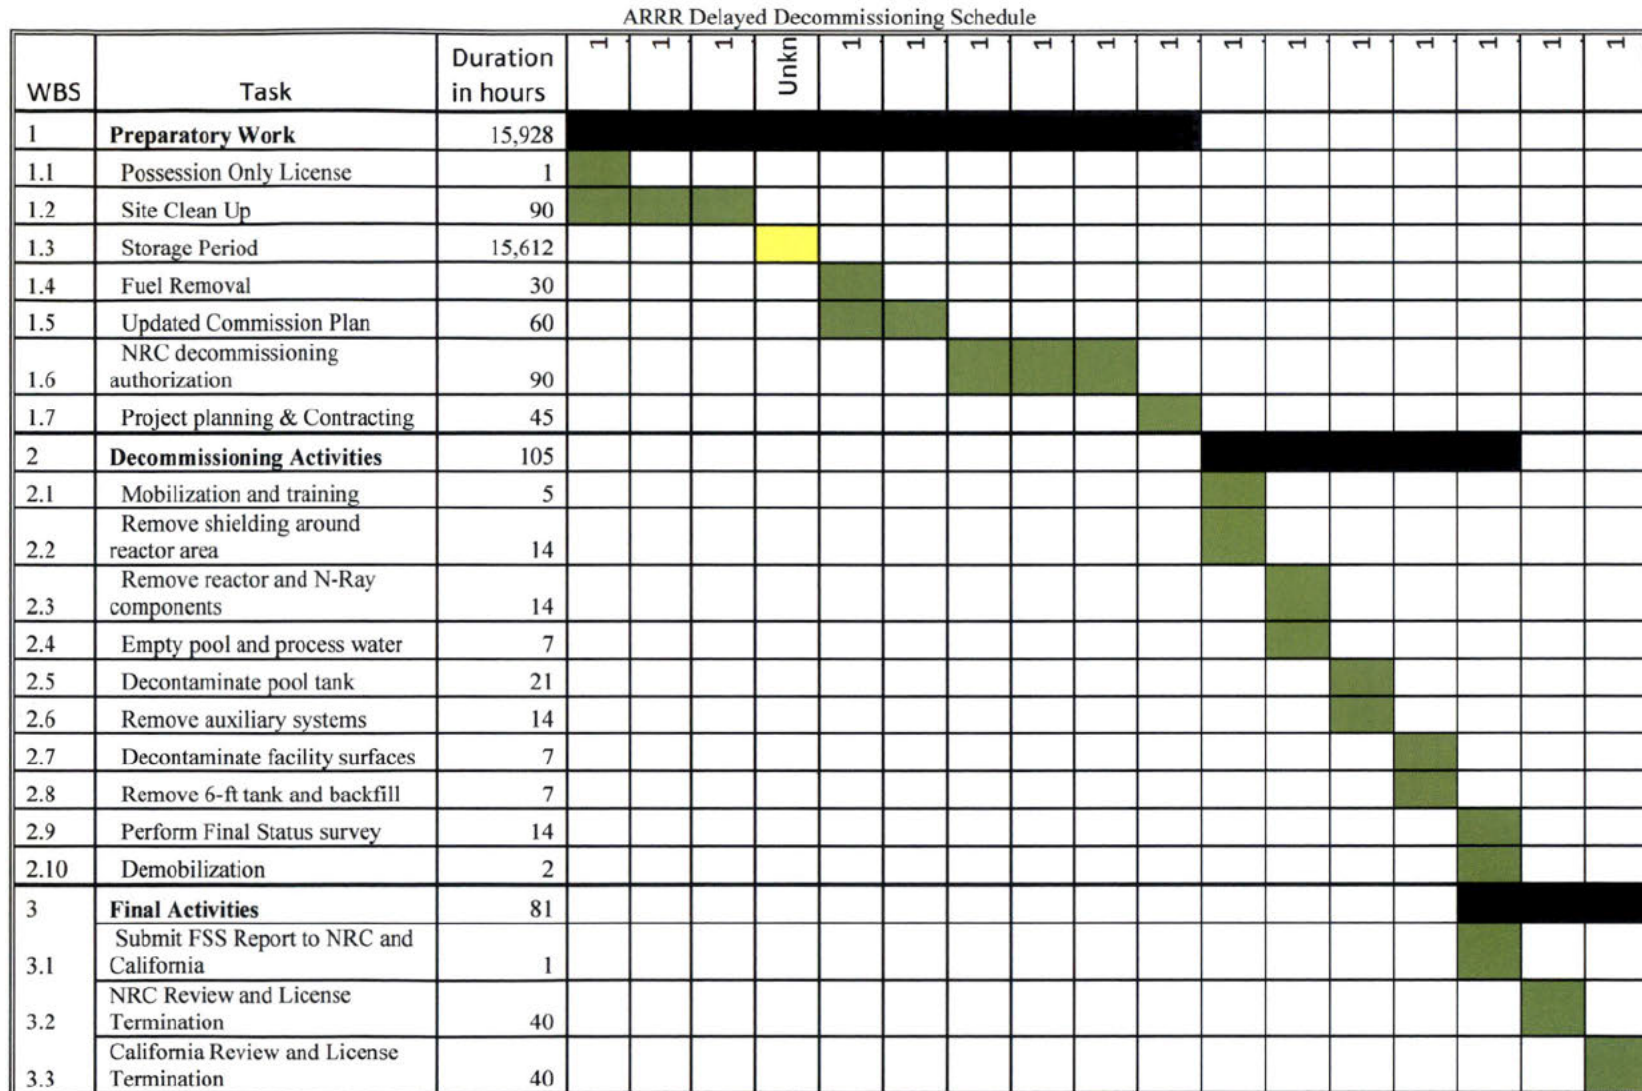 ARRR Delayed Decommissioning Schedule
WBS Task Duration in hours 1 1 1 Unkn 1 1 1 1 1 1 1 1 1 1 1 1 1
1 Preparatory Work 15,928
1.1 Possession Only License 1
1.2 Site Clean Up 90
1.3 Storage Period 15,612
1.4 Fuel Removal 30
1.5 Updated Commission Plan 60
1.6 NRC decommissioning authorization 90
1.7 Project planning & Contracting 45
2 Decommissioning Activities 105
2.1 Mobilization and training 5
2.2 Remove shielding around reactor area 14
2.3 Remove reactor and N-Ray components 14
2.4 Empty pool and process water 7
2.5 Decontaminate pool tank 21
2.6 Remove auxiliary systems 14
2.7 Decontaminate facility surfaces 7
2.8 Remove 6-ft tank and backfill 7
2.9 Perform Final Status survey 14
2.10 Demobilization 2
3 Final Activities 81
3.1 Submit FSS Report to NRC and California 1
3.2 NRC Review and License Termination 40
3.3 California Review and License Termination 40